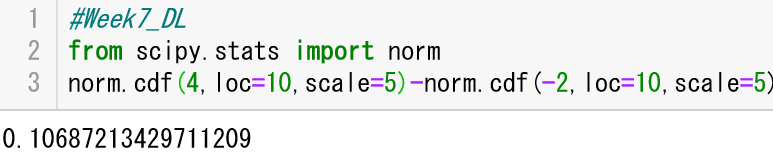 1 #Week7_DL
2 from scipy.stats import norm
3 norm.cdf(4,loc=10,scale=5)-norm.cdf(-2,loc=10,scale=5)
0.10687213429711209